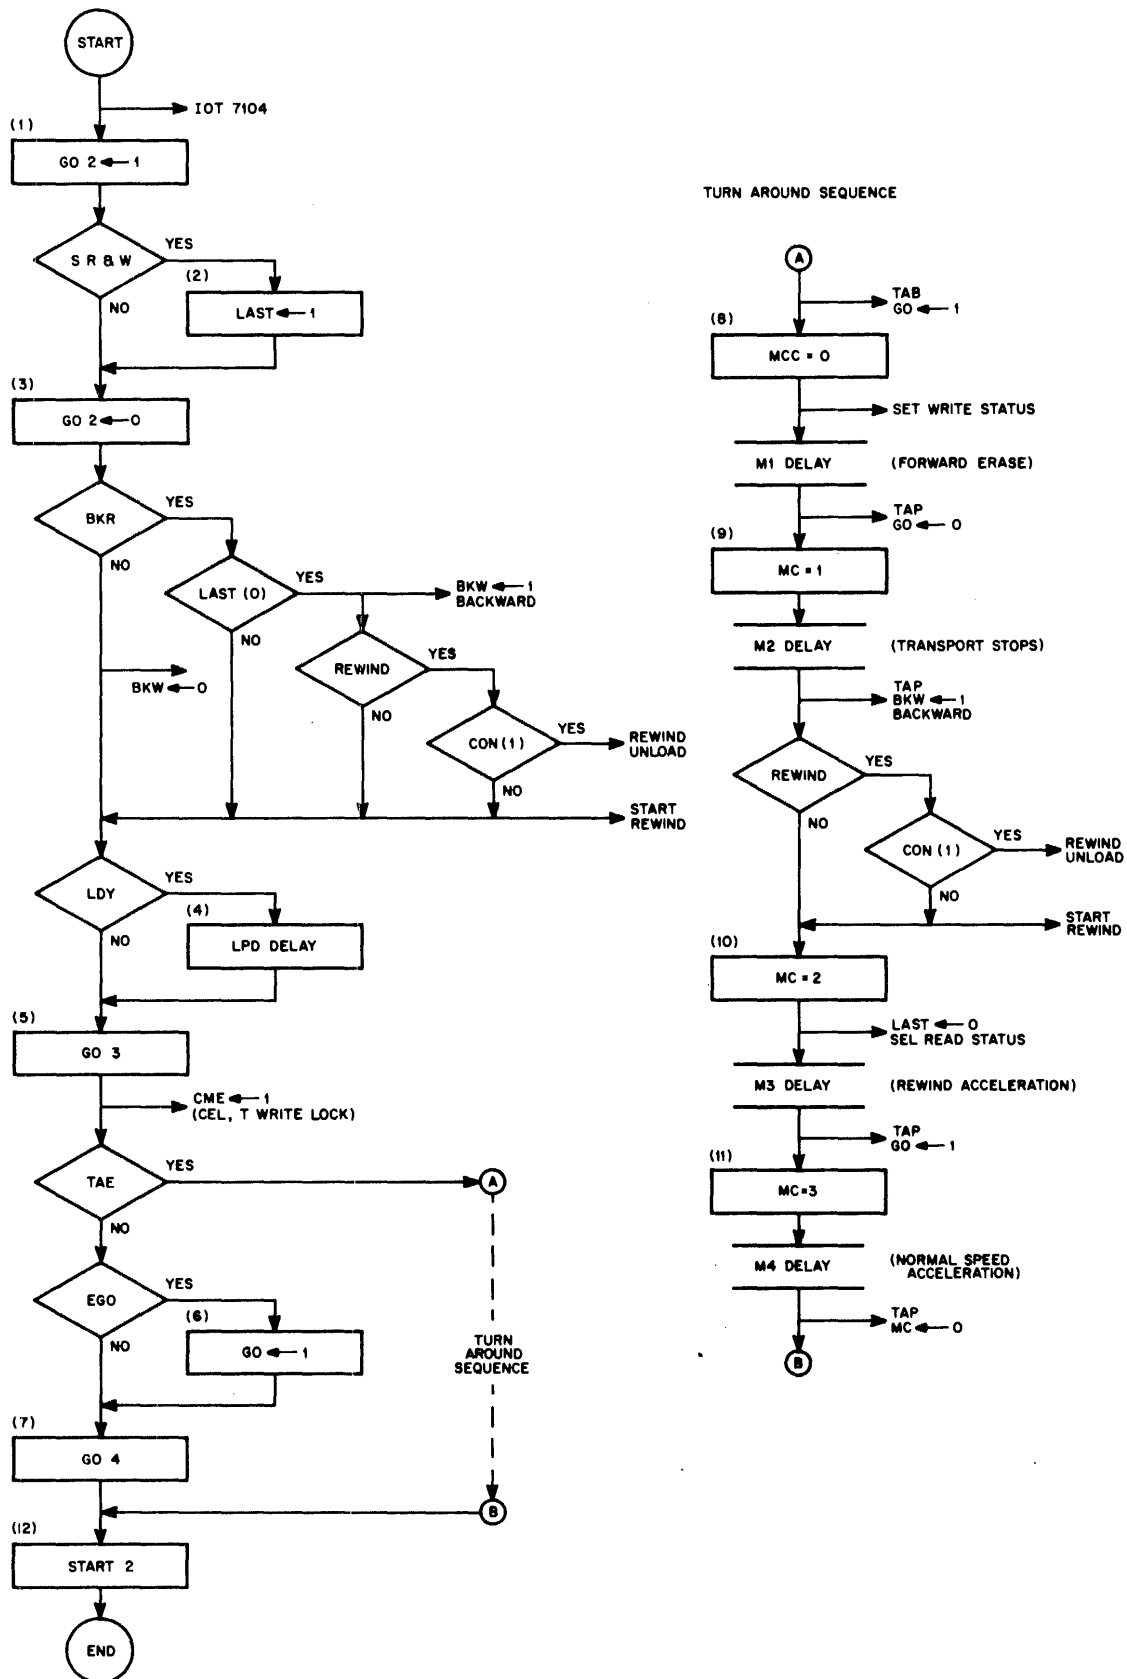 START
IOT 7104
(1)
GO 2 ← 1
S R & W
YES
NO
(2)
LAST ← 1
(3)
GO 2 ← 0
BKR
YES
NO
LAST (0)
YES
NO
BKW ← 1
BACKWARD
BKW ← 0
REWIND
YES
NO
CON (1)
YES
NO
REWIND
UNLOAD
START
REWIND
LDY
YES
NO
(4)
LPD DELAY
(5)
GO 3
CME ← 1
(CEL, T WRITE LOCK)
TAE
YES
NO
A
EGO
YES
NO
(6)
GO ← 1
TURN
AROUND
SEQUENCE
(7)
GO 4
B
(12)
START 2
END
TURN AROUND SEQUENCE
A
TAB
GO ← 1
(8)
MCC = 0
SET WRITE STATUS
M1 DELAY
(FORWARD ERASE)
TAP
GO ← 0
(9)
MC = 1
M2 DELAY
(TRANSPORT STOPS)
TAP
BKW ← 1
BACKWARD
REWIND
YES
NO
CON (1)
YES
NO
REWIND
UNLOAD
START
REWIND
(10)
MC = 2
LAST ← 0
SEL READ STATUS
M3 DELAY
(REWIND ACCELERATION)
TAP
GO ← 1
(11)
MC=3
M4 DELAY
(NORMAL SPEED
ACCELERATION)
TAP
MC ← 0
B